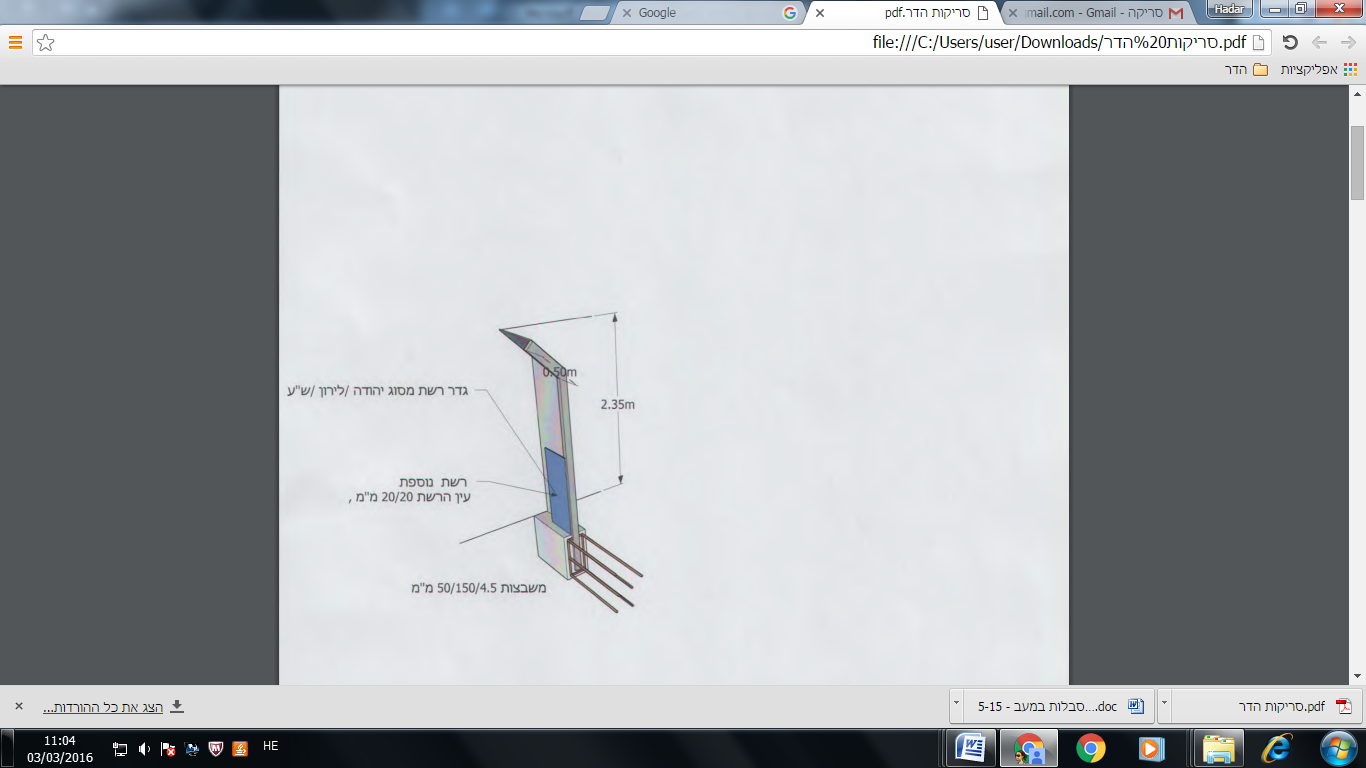 Google
סריקות הדר.pdf
סריקה - gmail.com - Gmail
Hadar
file:///C:/Users/user/Downloads/סריקות%20הדר.pdf
אפליקציות
הדר
0.50m
גדר רשת מסוג יהודה /לירון /ש"ע
2.35m
רשת נוספת
עין הרשת 20/20 מ"מ ,
משבצות 50/150/4.5 מ"מ
הצג את כל ההורדות...
סבלות במעב - 5-15....doc
סריקות הדר.pdf
11:04
HE
03/03/2016